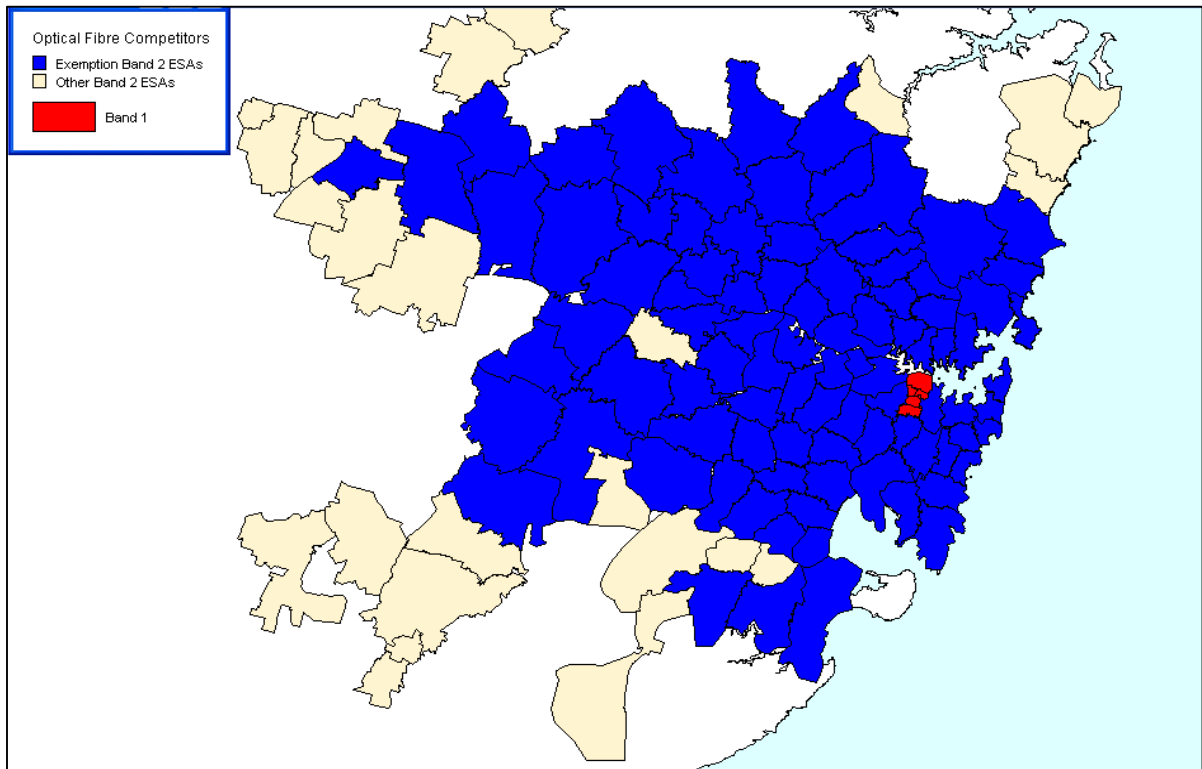 Optical Fibre Competitors
Exemption Band 2 ESAs
Other Band 2 ESAs
Band 1